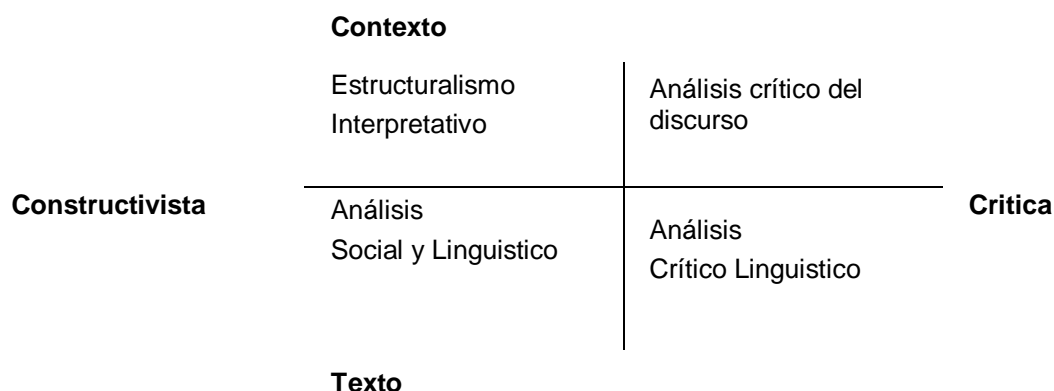 Contexto
Estructuralismo
Interpretativo
Análisis crítico del
discurso
Constructivista
Critica
Análisis
Social y Linguistico
Análisis
Crítico Linguistico
Texto